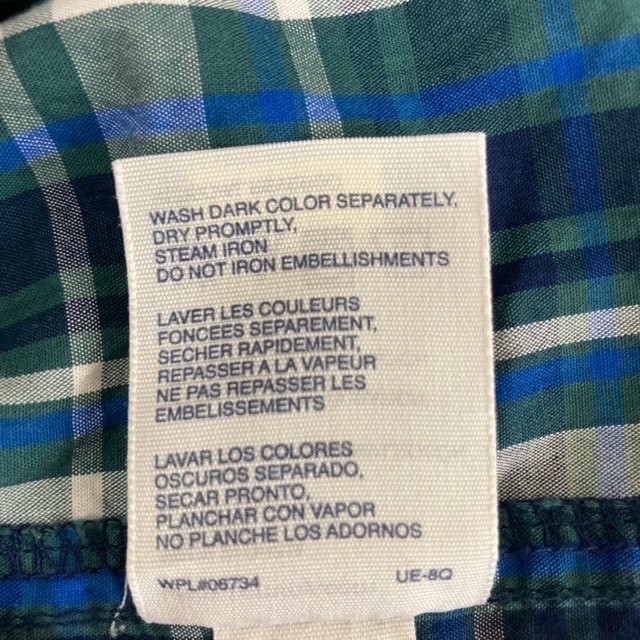 WASH DARK COLOR SEPARATELY,
DRY PROMPTLY,
STEAM IRON
DO NOT IRON EMBELLISHMENTS
LAVER LES COULEURS
FONCEES SEPAREMENT,
SECHER RAPIDEMENT,
REPASSER A LA VAPEUR
NE PAS REPASSER LES
EMBELISSEMENTS
LAVAR LOS COLORES
OSCUROS SEPARADO,
SECAR PRONTO,
PLANCHAR CON VAPOR
NO PLANCHE LOS ADORNOS
WPL#06734 UE-8Q